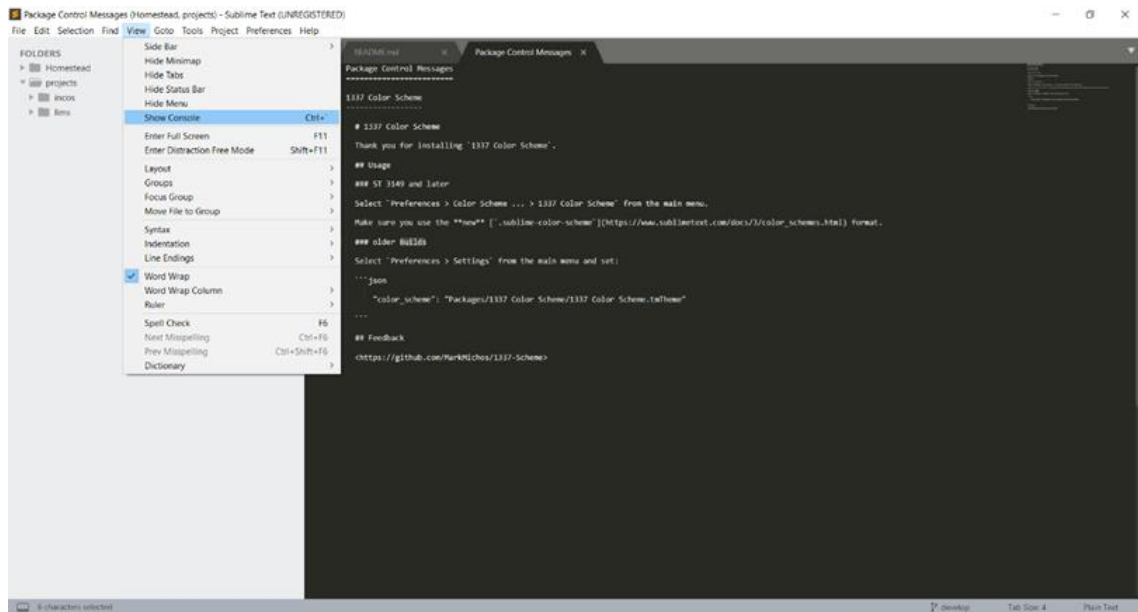 Package Control Messages (Homestead, projects) - Sublime Text (UNREGISTERED)
File Edit Selection Find View Goto Tools Project Preferences Help
FOLDERS
Homestead
projects
incos
Side Bar
Hide Minimap
Hide Tabs
Hide Status Bar
Hide Menu
Show Console Ctrl+`
Enter Full Screen F11
Enter Distraction Free Mode Shift+F11
Layout
Groups
Focus Group
Move File to Group
Syntax
Indentation
Line Endings
Word Wrap
Word Wrap Column
Ruler
Spell Check F6
Next Misspelling Ctrl+F6
Prev Misspelling Ctrl+Shift+F6
Dictionary
README.md Package Control Messages
Package Control Messages
========================
1337 Color Scheme
-----------------
# 1337 Color Scheme
Thank you for installing `1337 Color Scheme`.
## Usage
### ST 3149 and later
Select `Preferences > Color Scheme ... > 1337 Color Scheme` from the main menu.
Make sure you use the **new** [`.sublime-color-scheme`](https://www.sublimetext.com/docs/3/color_schemes.html) format.
### older Builds
Select `Preferences > Settings` from the main menu and set:
```json
"color_scheme": "Packages/1337 Color Scheme/1337 Color Scheme.tmTheme"
```
## Feedback
<https://github.com/MarkMichos/1337-Scheme>
6 characters selected develop Tab Size: 4 Plain Text